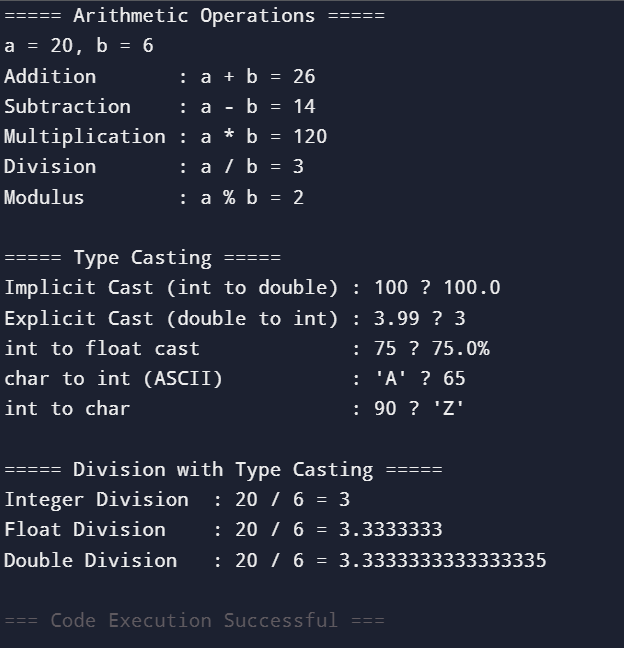 ===== Arithmetic Operations =====
a = 20, b = 6
Addition       : a + b = 26
Subtraction    : a - b = 14
Multiplication : a * b = 120
Division       : a / b = 3
Modulus        : a % b = 2

===== Type Casting =====
Implicit Cast (int to double) : 100 ? 100.0
Explicit Cast (double to int) : 3.99 ? 3
int to float cast             : 75 ? 75.0%
char to int (ASCII)           : 'A' ? 65
int to char                   : 90 ? 'Z'

===== Division with Type Casting =====
Integer Division  : 20 / 6 = 3
Float Division    : 20 / 6 = 3.3333333
Double Division   : 20 / 6 = 3.3333333333333335

=== Code Execution Successful ===